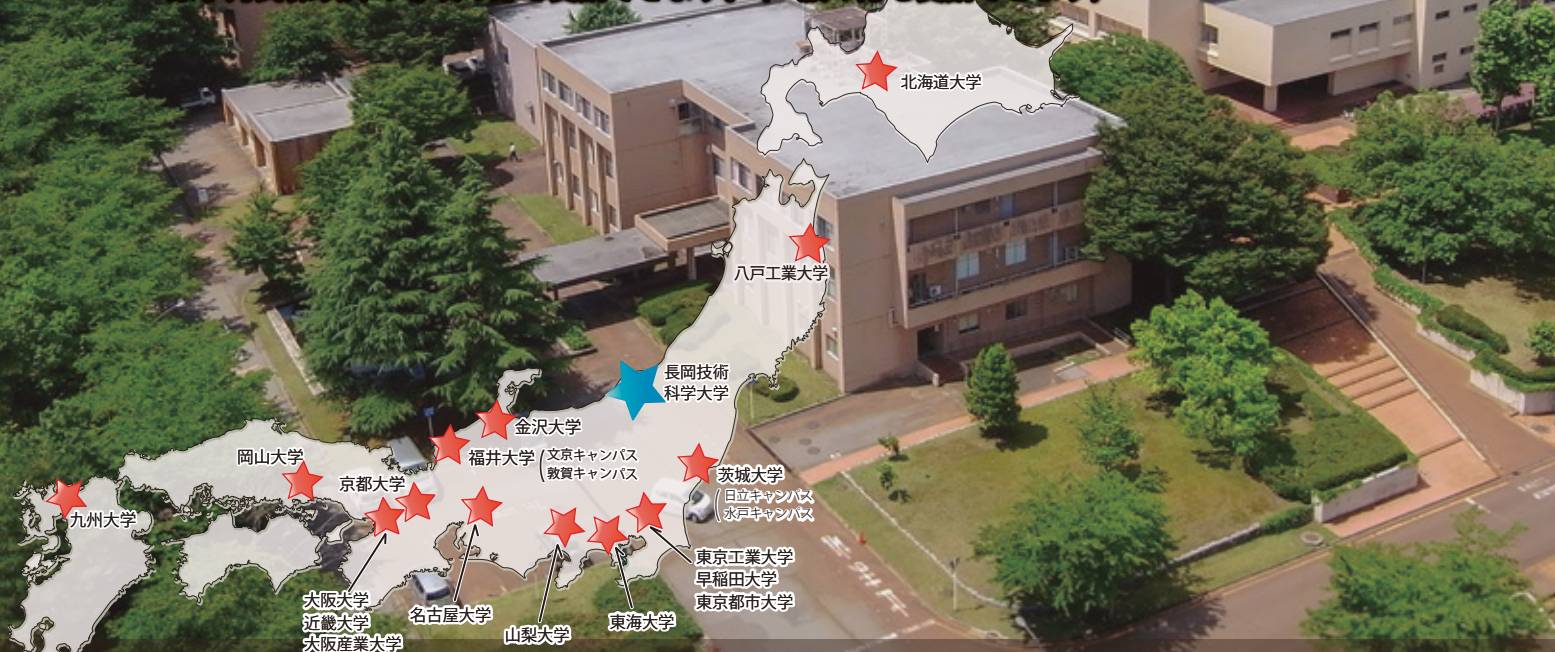 北海道大学
八戸工業大学
長岡技術
科学大学
金沢大学
福井大学
文京キャンパス
敦賀キャンパス
岡山大学
京都大学
九州大学
茨城大学
日立キャンパス
水戸キャンパス
東京工業大学
早稲田大学
東京都市大学
大阪大学
近畿大学
大阪産業大学
名古屋大学
山梨大学
東海大学